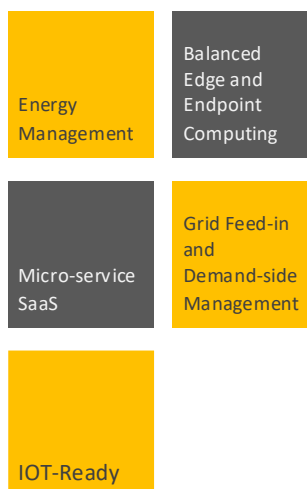 Energy
Management
Balanced
Edge and
Endpoint
Computing
Micro-service
SaaS
Grid Feed-in
and
Demand-side
Management
IOT-Ready